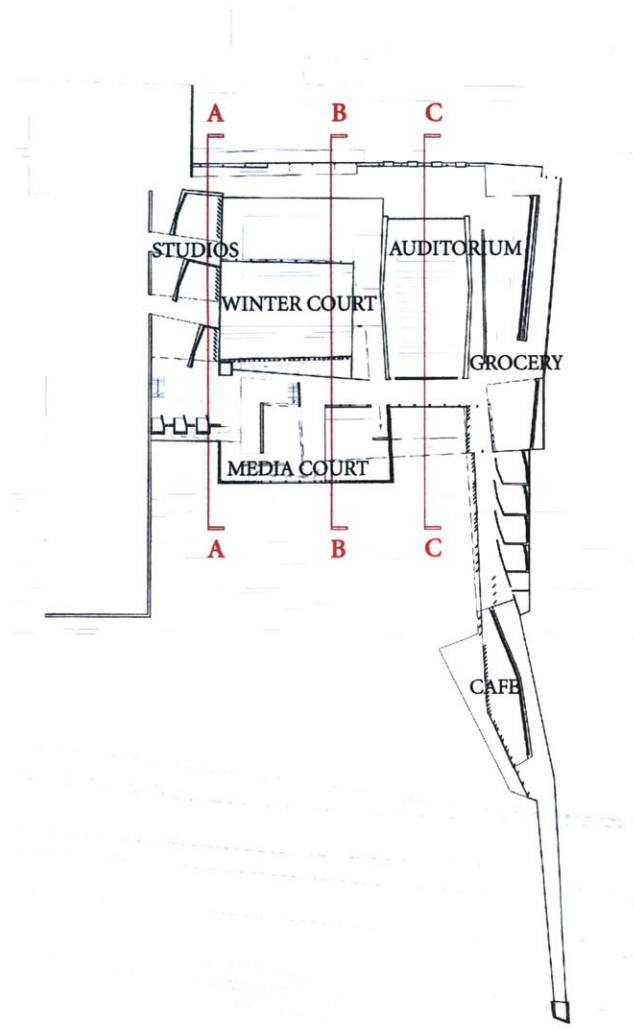 A
B
C
STUDIOS
AUDITORIUM
WINTER COURT
GROCERY
MEDIA COURT
A
B
C
CAFE